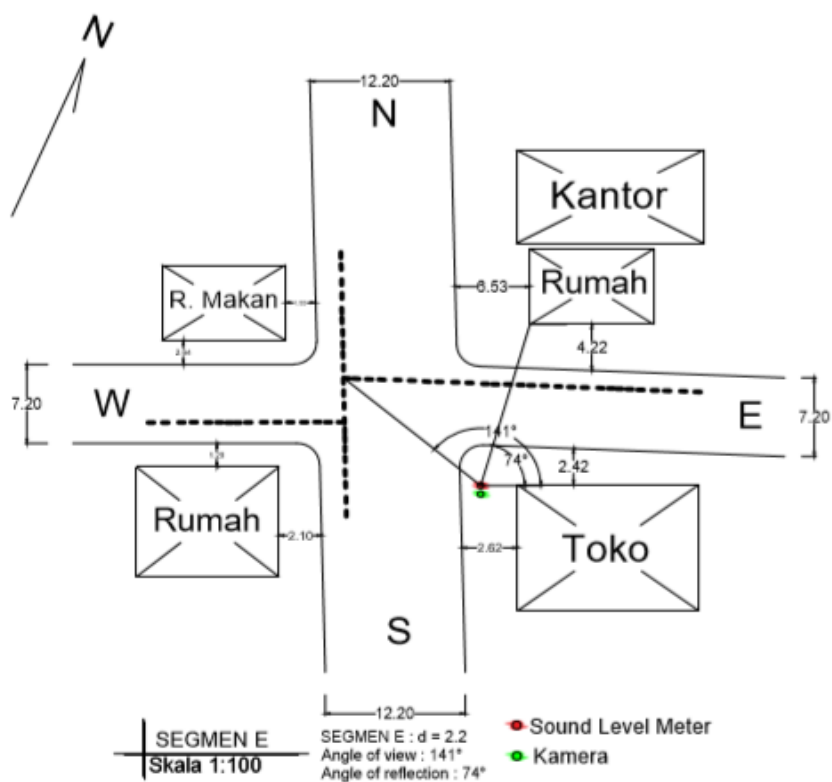 N
12.20
N
Kantor
R. Makan
6.53
Rumah
4.22
7.20
W
E
7.20
141°
74°
2.42
Rumah
2.10
2.62
Toko
S
12.20
SEGMEN E
Skala 1:100
SEGMEN E : d = 2.2
Angle of view : 141°
Angle of reflection : 74°
Sound Level Meter
Kamera